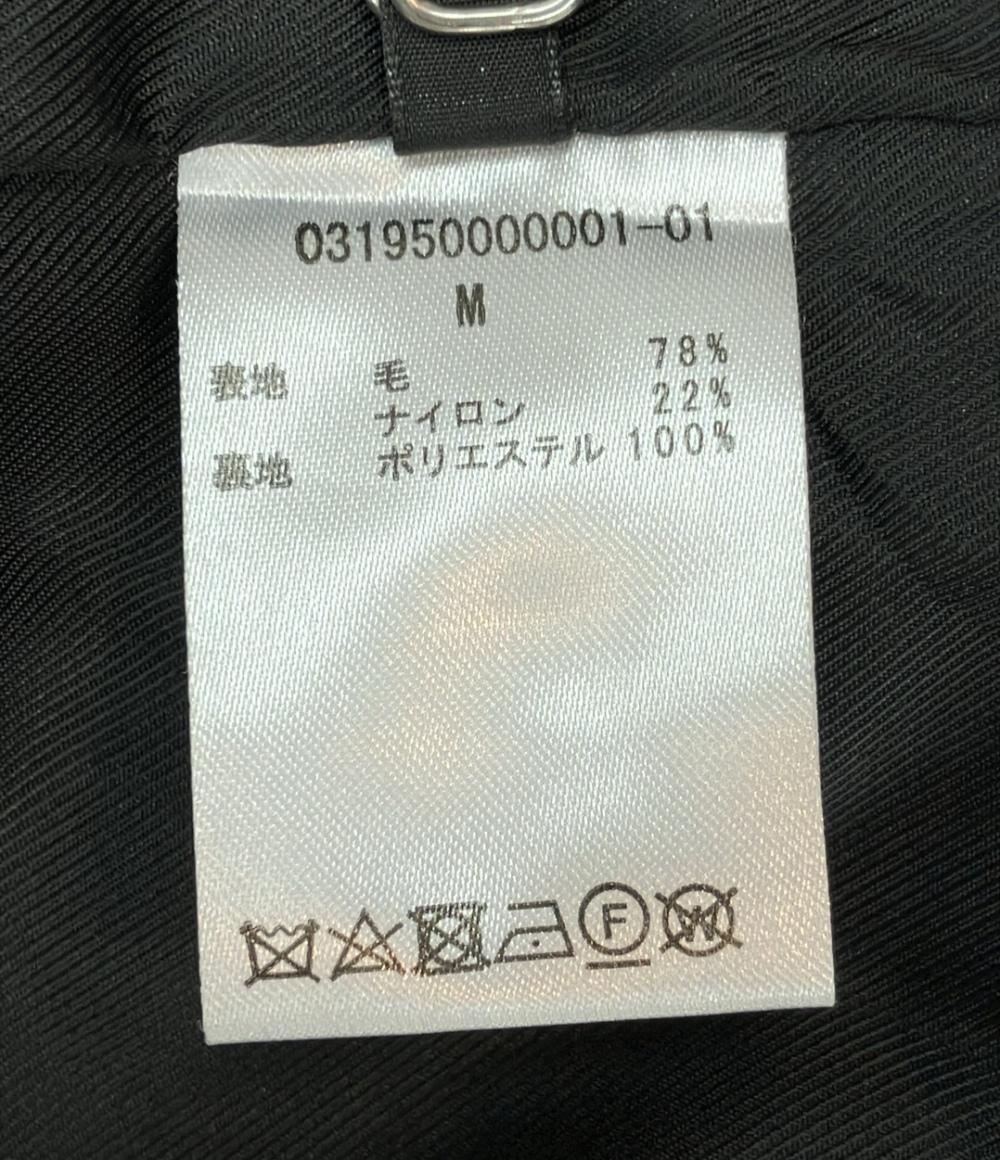 031950000001-01
M
表地 毛 78%
ナイロン 22%
裏地 ポリエステル 100%
F W